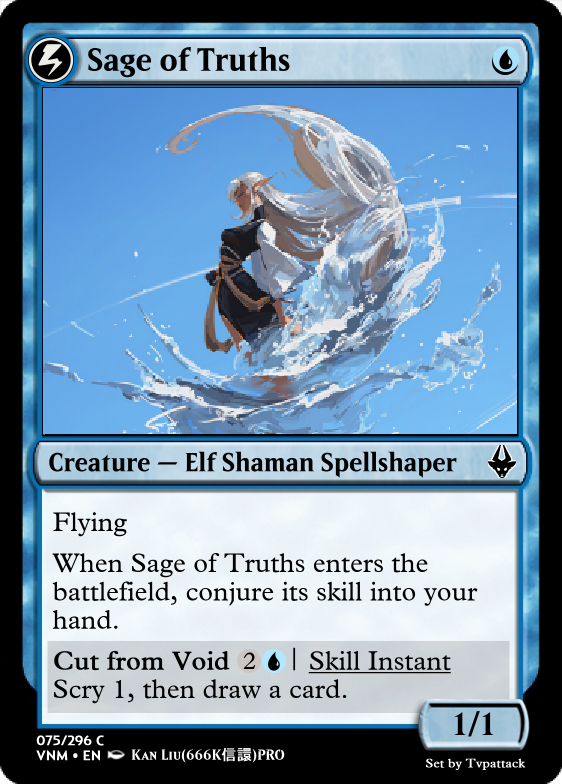 Sage of Truths
Creature — Elf Shaman Spellshaper
Flying
When Sage of Truths enters the
battlefield, conjure its skill into your
hand.
Cut from Void 2 | Skill Instant
Scry 1, then draw a card.
1/1
075/296 C
VNM • EN Kan Liu(666K信譞)PRO
Set by Tvpattack